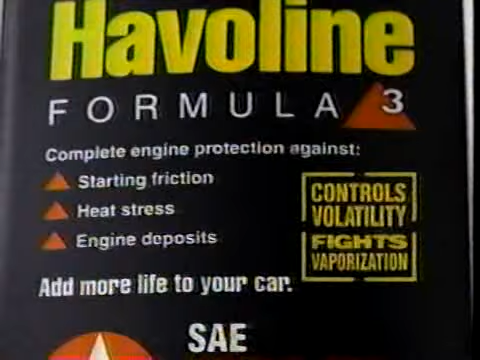 Havoline
FORMULA 3
Complete engine protection against:
Starting friction
Heat stress
Engine deposits
CONTROLS
VOLATILITY
FIGHTS
VAPORIZATION
Add more life to your car.
SAE